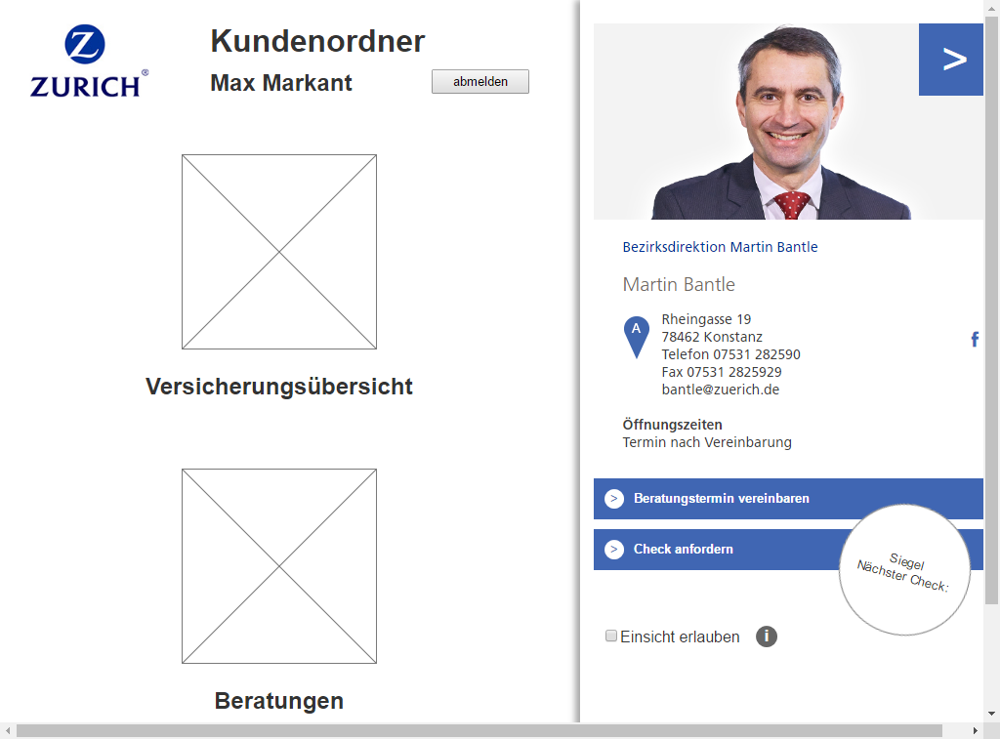 ZURICH®
Kundenordner
Max Markant
abmelden
Versicherungsübersicht
Beratungen
>
Bezirksdirektion Martin Bantle
Martin Bantle
A
Rheingasse 19
78462 Konstanz
Telefon 07531 282590
Fax 07531 2825929
bantle@zuerich.de
f
Öffnungszeiten
Termin nach Vereinbarung
> Beratungstermin vereinbaren
> Check anfordern
Siegel
Nächster Check:
Einsicht erlauben i